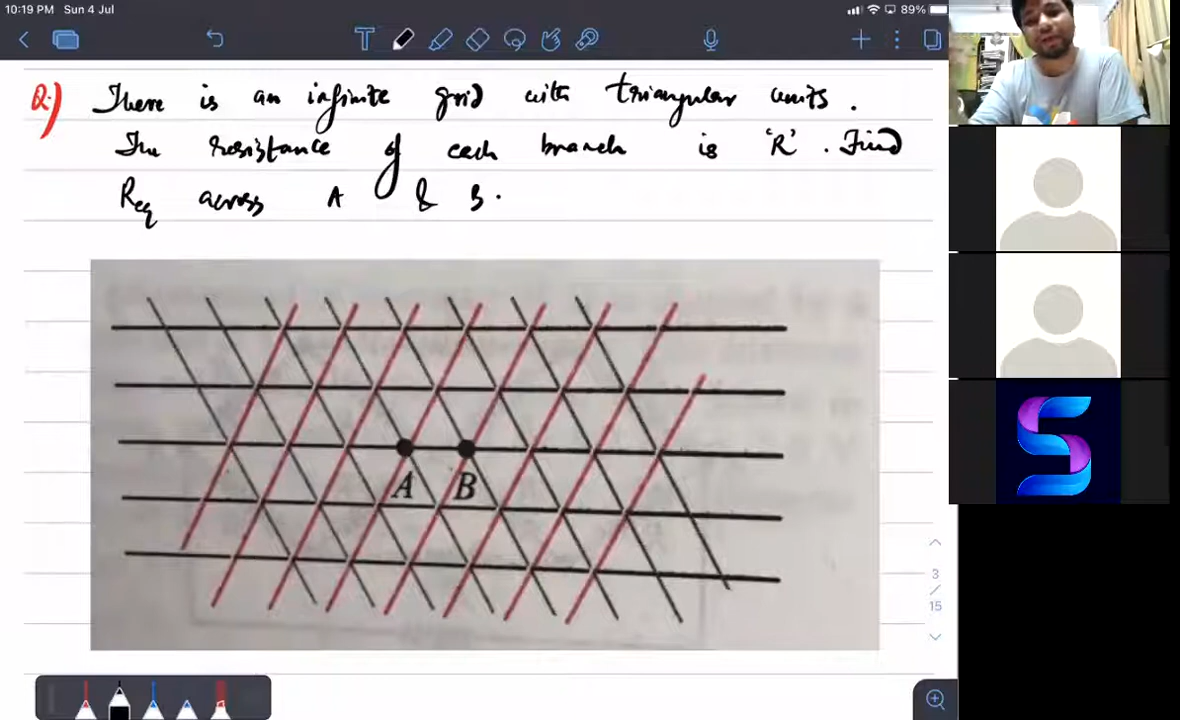 10:19 PM Sun 4 Jul
89%
Q.) There is an infinite grid with triangular units.
The resistance of each branch is 'R'. Find
Req across A & B.
A B
3
/
15